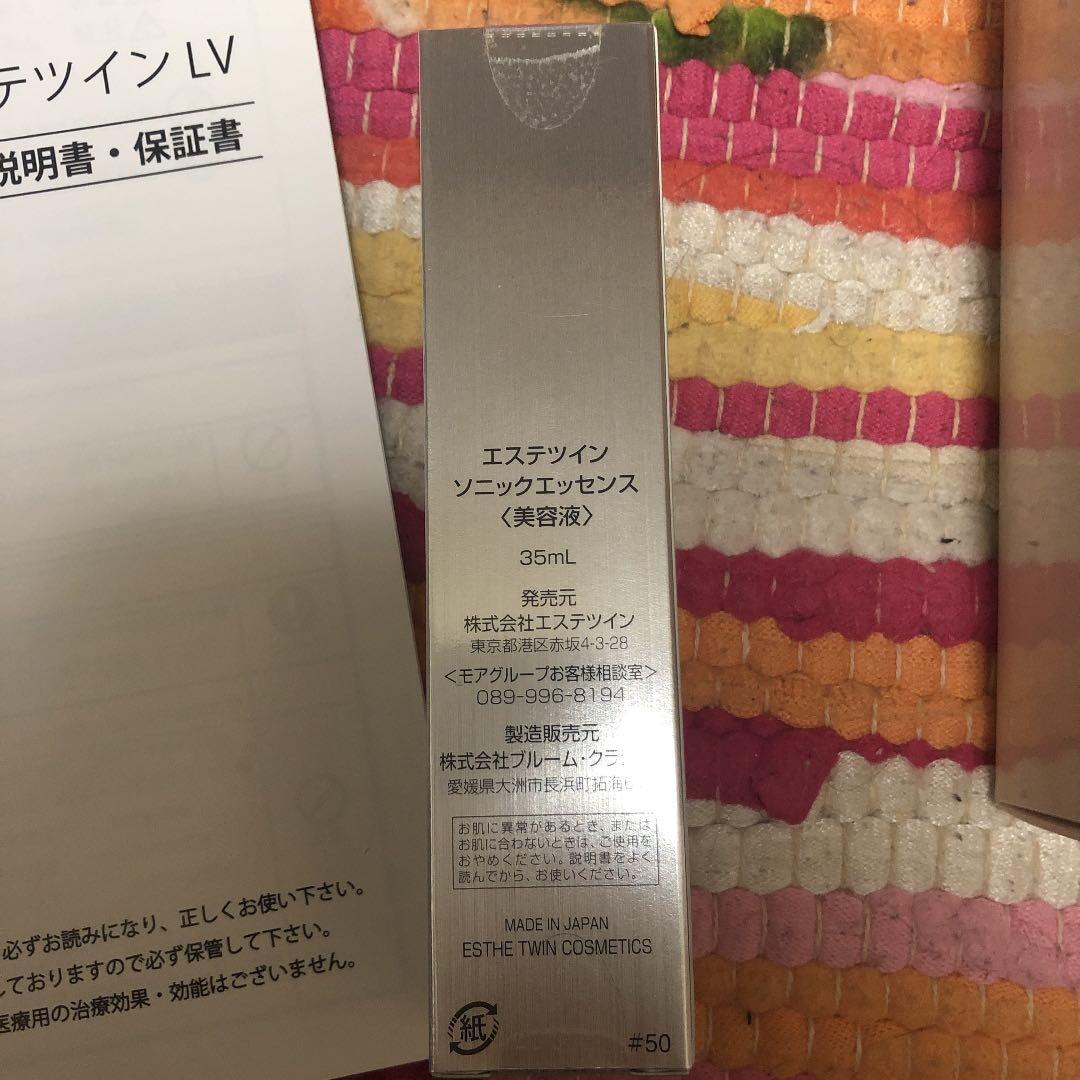 テツイン LV
説明書・保証書
必ずお読みになり、正しくお使い下さい。
しておりますので必ず保管して下さい。
医療用の治療効果・効能はございません。
エステツイン
ソニックエッセンス
〈美容液〉
35mL
発売元
株式会社エステツイン
東京都港区赤坂4-3-28
＜モアグループお客様相談室＞
089-996-8194
製造販売元
株式会社ブルーム・クラ
愛媛県大洲市長浜町拓海
お肌に異常があるとき、または
お肌に合わないときは、ご使用を
おやめください。説明書をよく
読んでから、お使いください。
MADE IN JAPAN
ESTHE TWIN COSMETICS
紙
#50